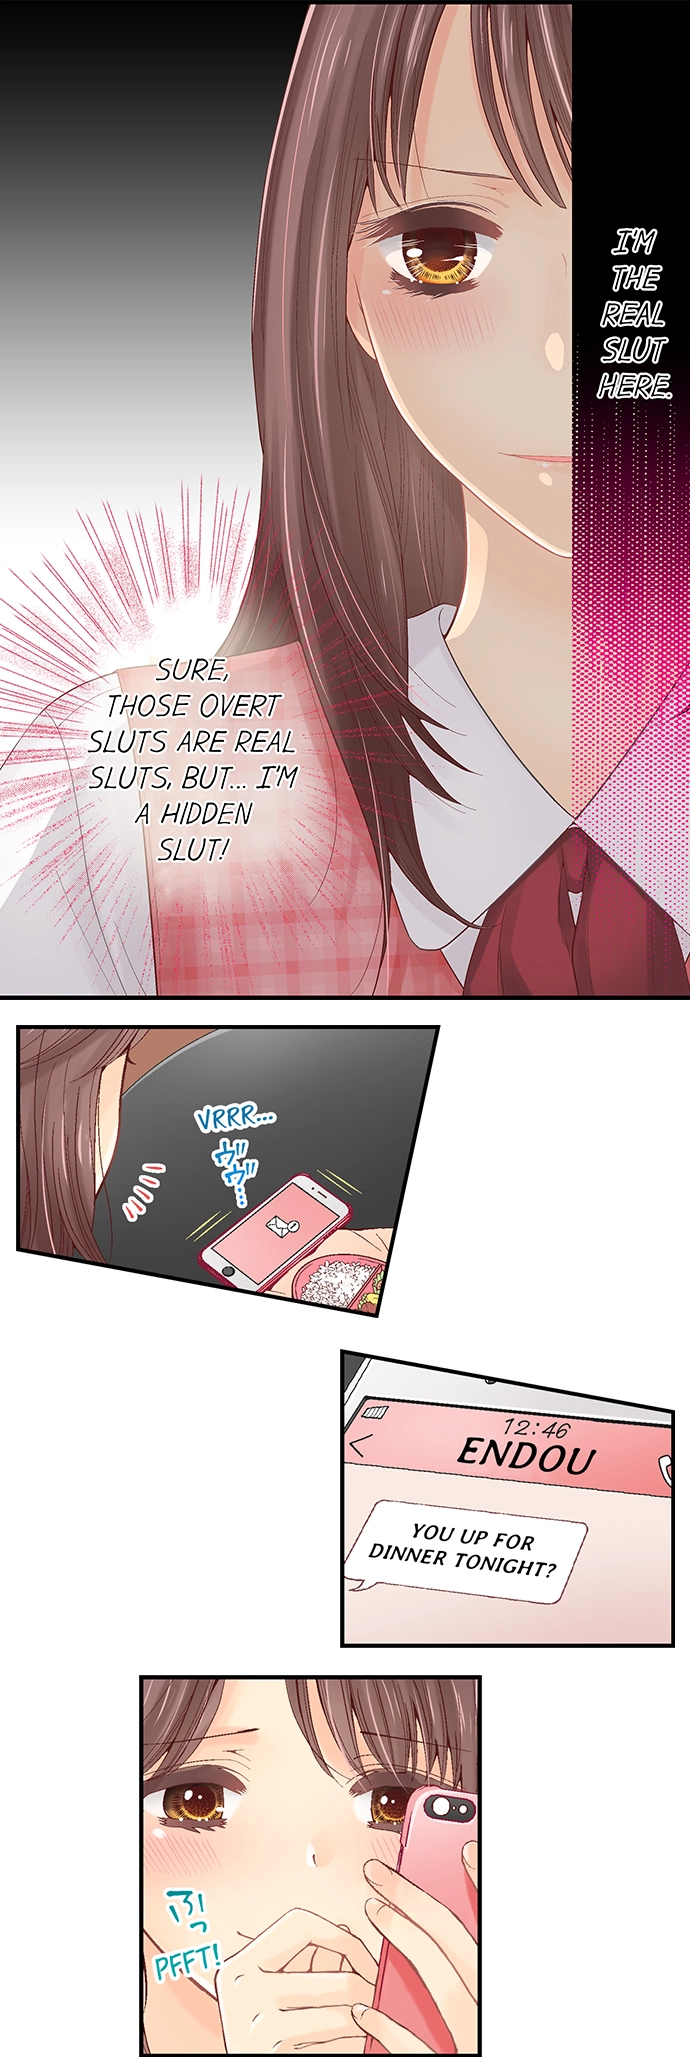 I'M
THE
REAL
SLUT
HERE.
SURE,
THOSE OVERT
SLUTS ARE REAL
SLUTS, BUT... I'M
A HIDDEN
SLUT!
VRRR...
ヴヴ…
12:46
ENDOU
YOU UP FOR
DINNER TONIGHT?
ふっ
PFFT!